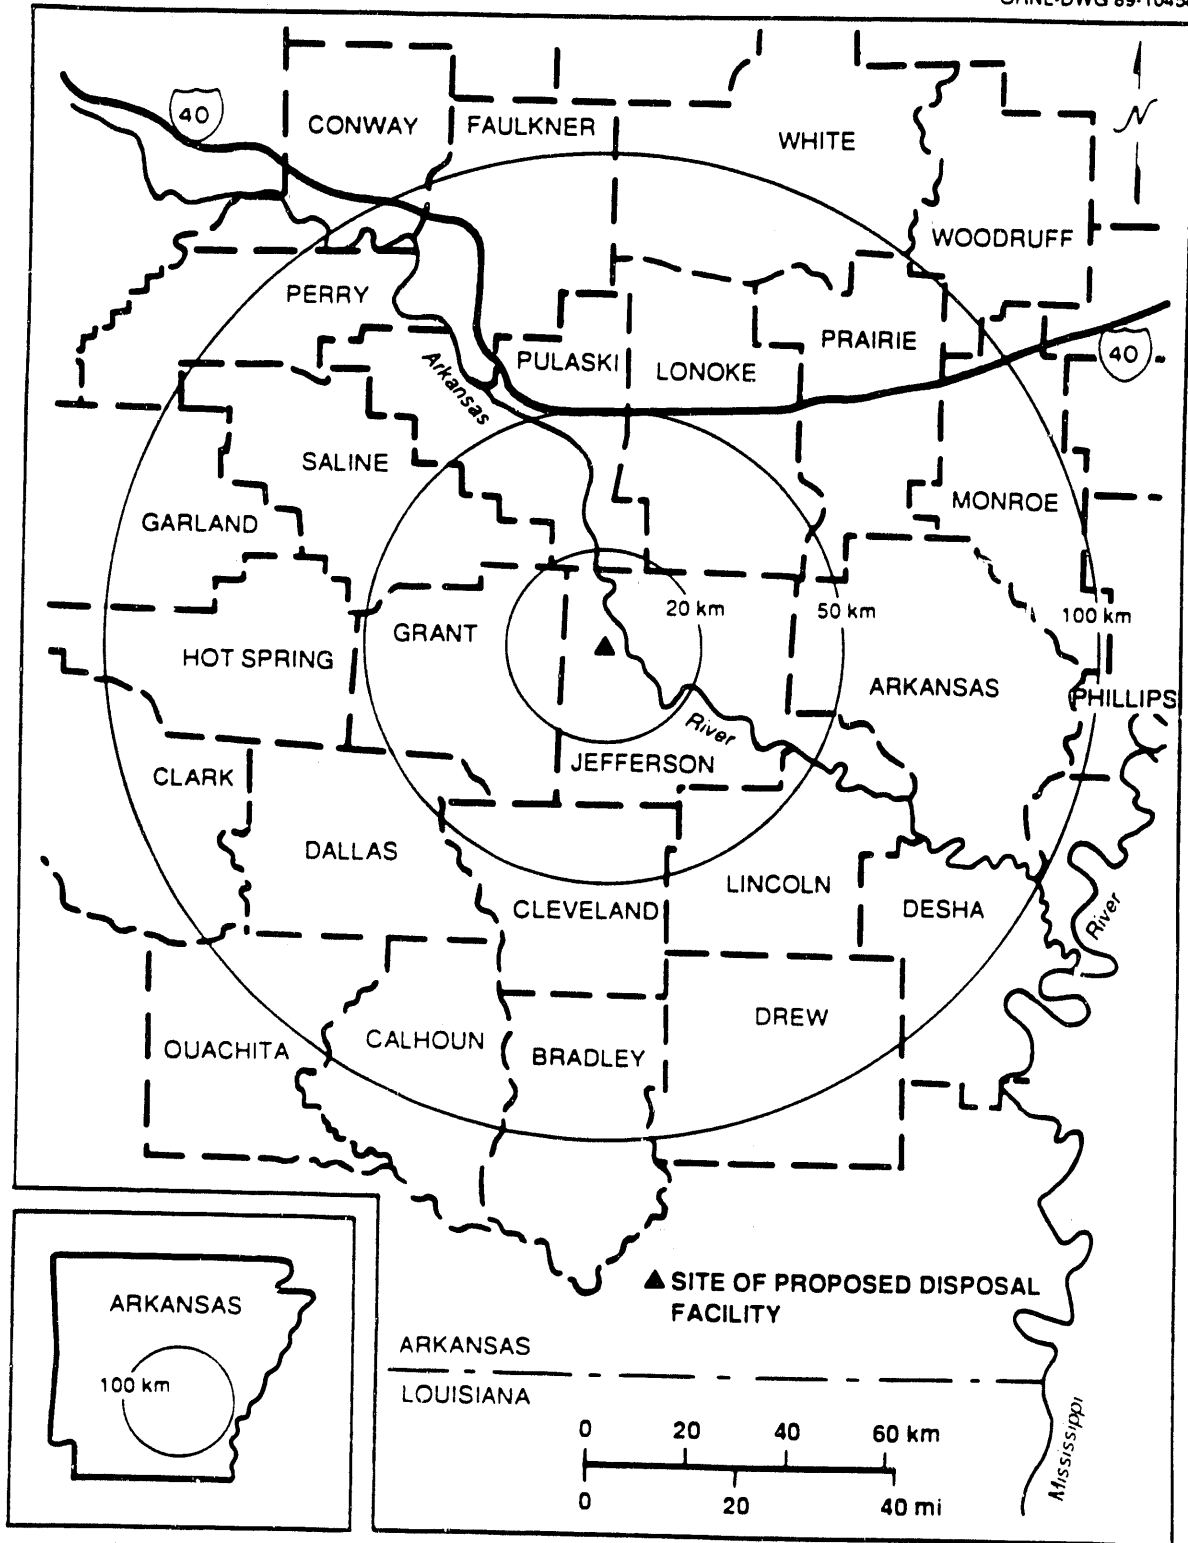 40
CONWAY
FAULKNER
WHITE
N
WOODRUFF
PERRY
PULASKI
LONOKE
PRAIRIE
40
Arkansas
SALINE
GARLAND
MONROE
20 km
50 km
100 km
GRANT
HOT SPRING
ARKANSAS
PHILLIPS
River
JEFFERSON
CLARK
DALLAS
LINCOLN
CLEVELAND
DESHA
River
DREW
OUACHITA
CALHOUN
BRADLEY
▲ SITE OF PROPOSED DISPOSAL
FACILITY
ARKANSAS
100 km
ARKANSAS
LOUISIANA
0 20 40 60 km
0 20 40 mi
Mississippi